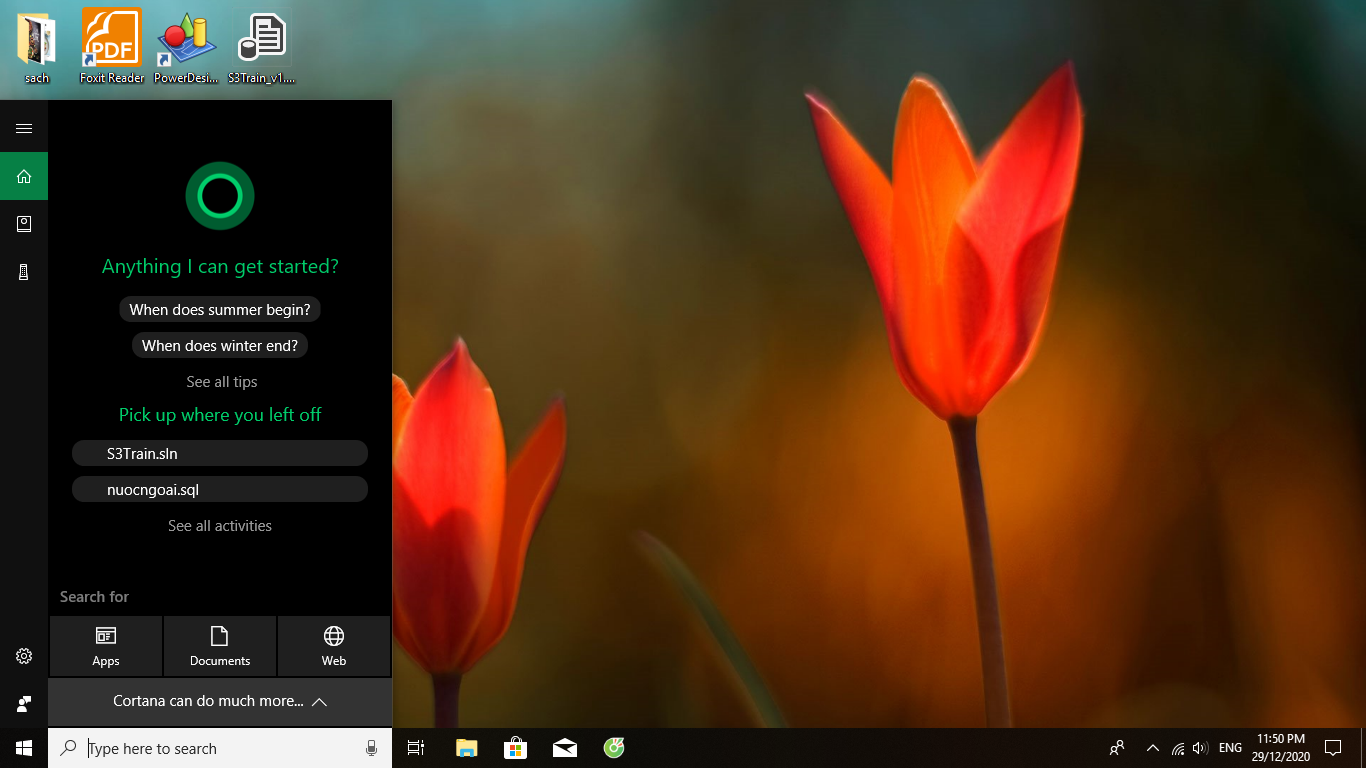 sach
Foxit Reader
PowerDesi...
S3Train_v1....
PDF
Anything I can get started?
When does summer begin?
When does winter end?
See all tips
Pick up where you left off
S3Train.sln
nuocngoai.sql
See all activities
Search for
Apps
Documents
Web
Cortana can do much more...
Type here to search
ENG
11:50 PM
29/12/2020